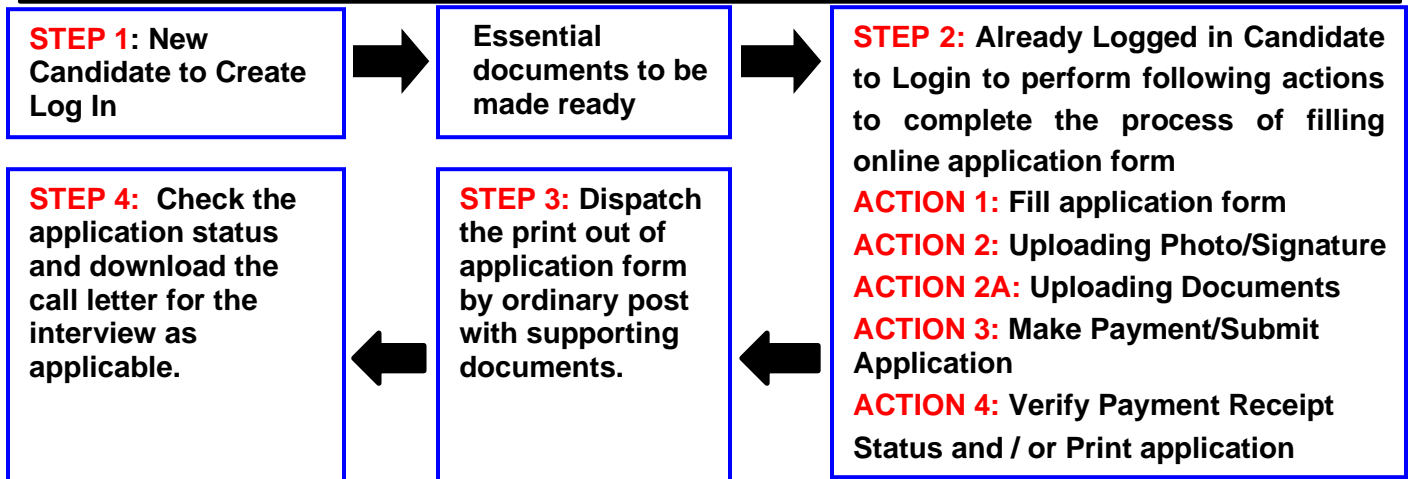 STEP 1: New
Candidate to Create
Log In
Essential
documents to be
made ready
STEP 2: Already Logged in Candidate
to Login to perform following actions
to complete the process of filling
online application form
ACTION 1: Fill application form
ACTION 2: Uploading Photo/Signature
ACTION 2A: Uploading Documents
ACTION 3: Make Payment/Submit
Application
ACTION 4: Verify Payment Receipt
Status and / or Print application
STEP 3: Dispatch
the print out of
application form
by ordinary post
with supporting
documents.
STEP 4: Check the
application status
and download the
call letter for the
interview as
applicable.